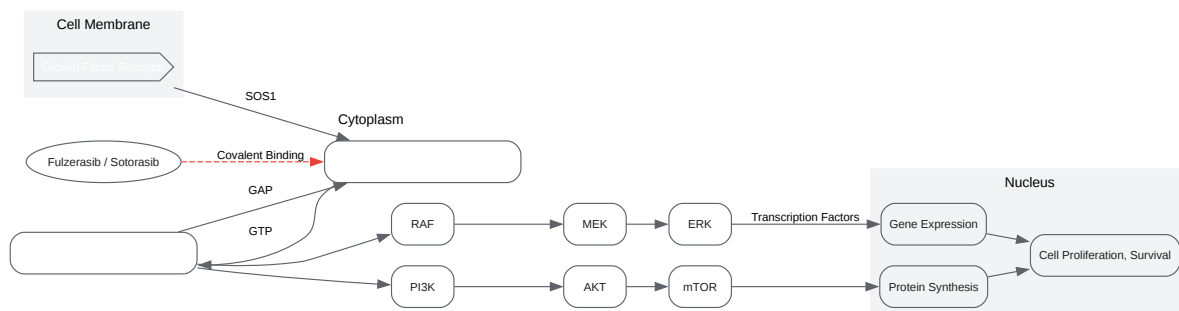 Cell Membrane
Growth Factor Receptor
SOS1
Cytoplasm
Fulzerasib / Sotorasib
Covalent Binding
GAP
GTP
RAF
MEK
ERK
Transcription Factors
PI3K
AKT
mTOR
Nucleus
Gene Expression
Cell Proliferation, Survival
Protein Synthesis